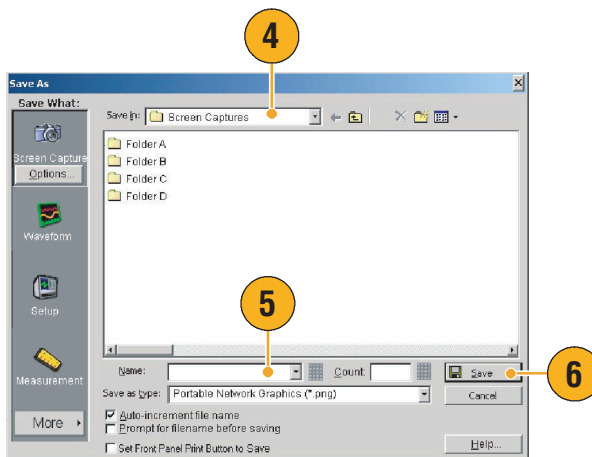 4
Save As
Save What:
Save in: Screen Captures
Screen Capture
Options...
Folder A
Folder B
Folder C
Folder D
Waveform
Setup
5
Measurement
Name:
Count:
Save
6
Save as type: Portable Network Graphics (*.png)
Cancel
More
Auto-increment file name
Prompt for filename before saving
Set Front Panel Print Button to Save
Help...